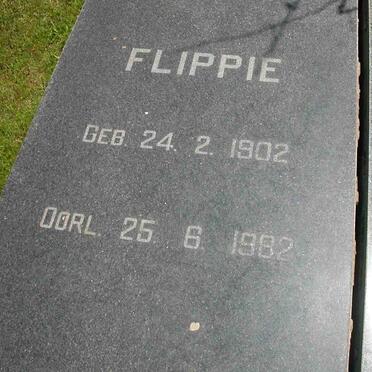 FLIPPIE
GEB. 24. 2. 1902
OORL. 25. 6. 1982